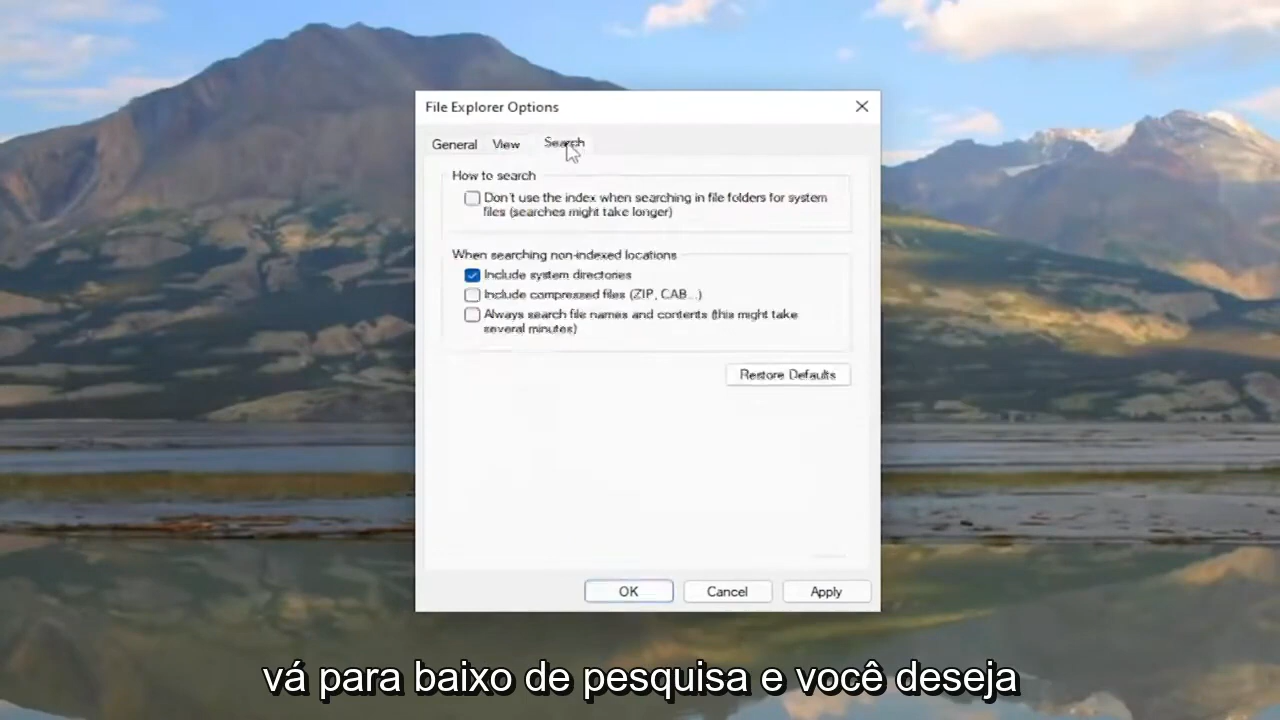 File Explorer Options
General View Search
How to search
Don't use the index when searching in file folders for system
files (searches might take longer)
When searching non-indexed locations
Include system directories
Include compressed files (ZIP, CAB...)
Always search file names and contents (this might take
several minutes)
Restore Defaults
OK Cancel Apply
vá para baixo de pesquisa e você deseja